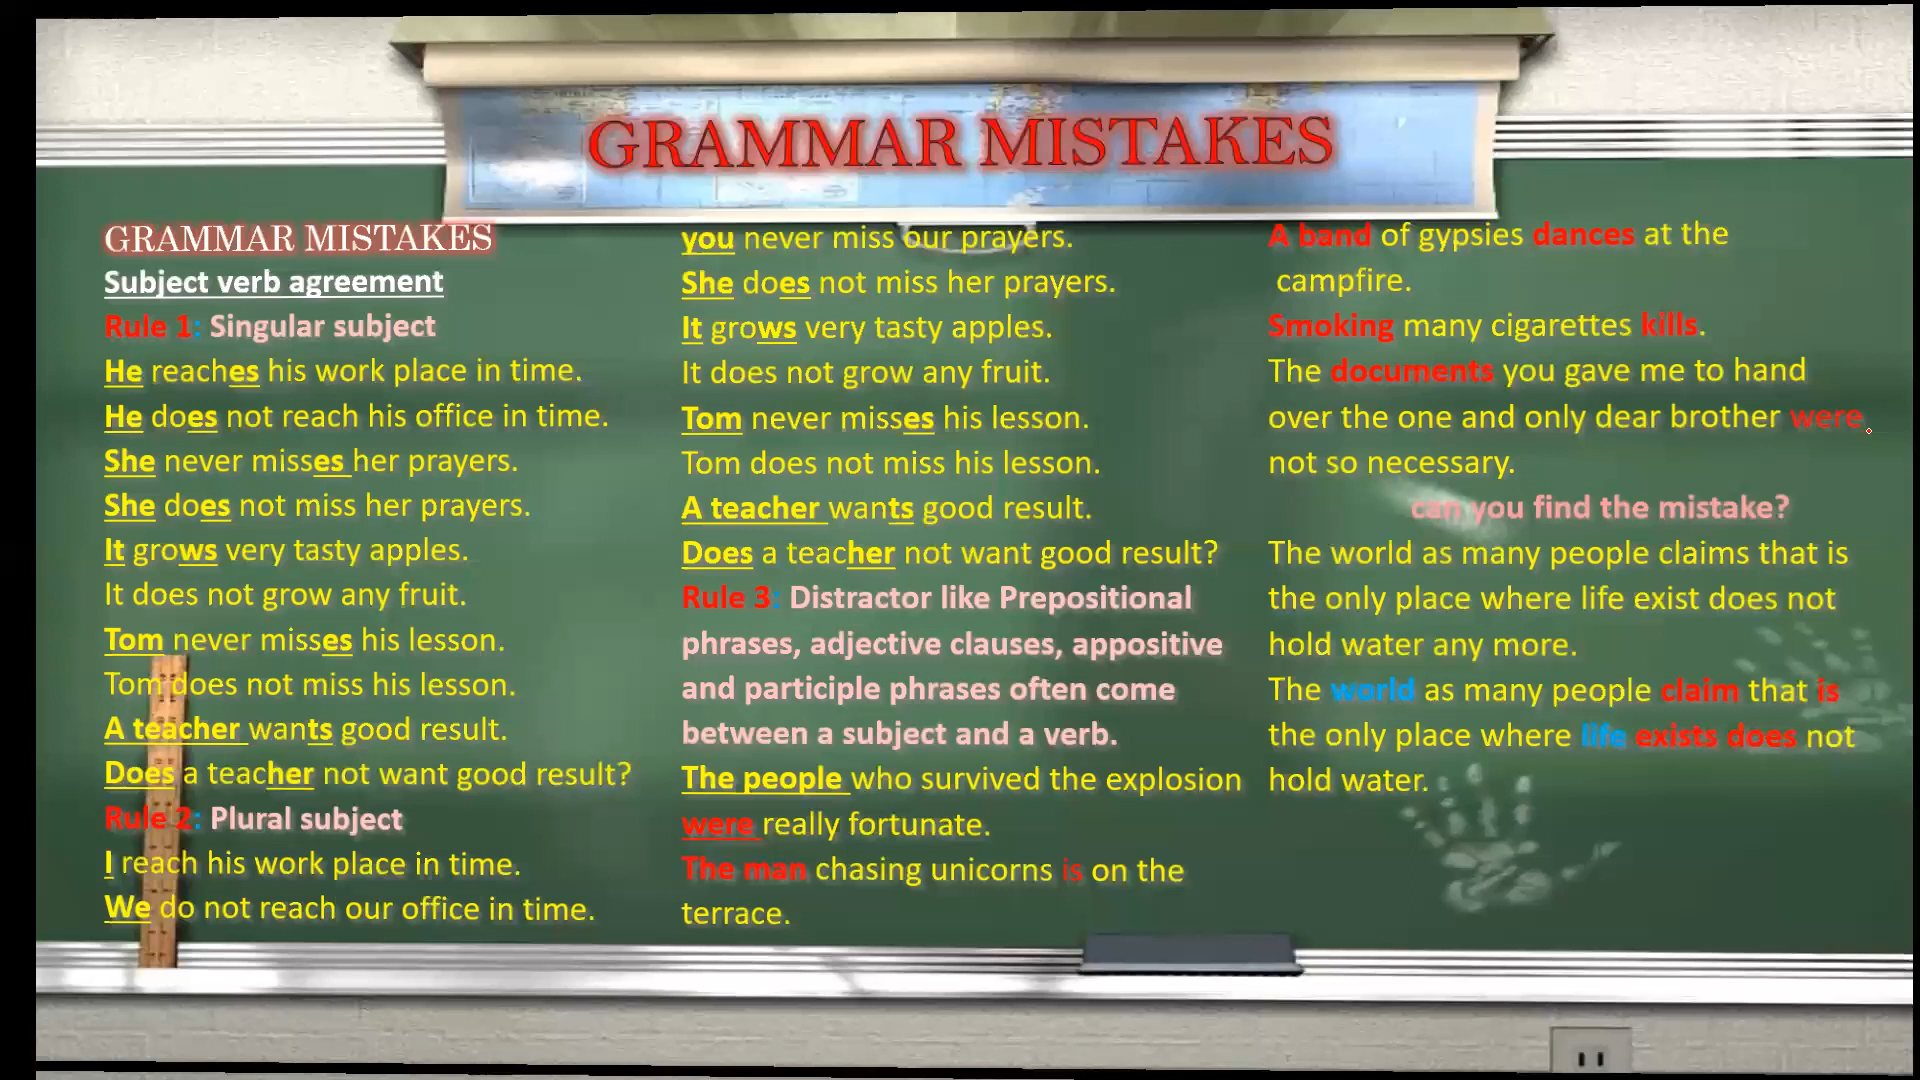 GRAMMAR MISTAKES
GRAMMAR MISTAKES
Subject verb agreement
Rule 1: Singular subject
He reaches his work place in time.
He does not reach his office in time.
She never misses her prayers.
She does not miss her prayers.
It grows very tasty apples.
It does not grow any fruit.
Tom never misses his lesson.
Tom does not miss his lesson.
A teacher wants good result.
Does a teacher not want good result?
Rule 2: Plural subject
I reach his work place in time.
We do not reach our office in time.
you never miss our prayers.
She does not miss her prayers.
It grows very tasty apples.
It does not grow any fruit.
Tom never misses his lesson.
Tom does not miss his lesson.
A teacher wants good result.
Does a teacher not want good result?
Rule 3: Distractor like Prepositional
phrases, adjective clauses, appositive
and participle phrases often come
between a subject and a verb.
The people who survived the explosion
were really fortunate.
The man chasing unicorns is on the
terrace.
A band of gypsies dances at the
campfire.
Smoking many cigarettes kills.
The documents you gave me to hand
over the one and only dear brother were
not so necessary.
can you find the mistake?
The world as many people claims that is
the only place where life exist does not
hold water any more.
The world as many people claim that is
the only place where life exists does not
hold water.